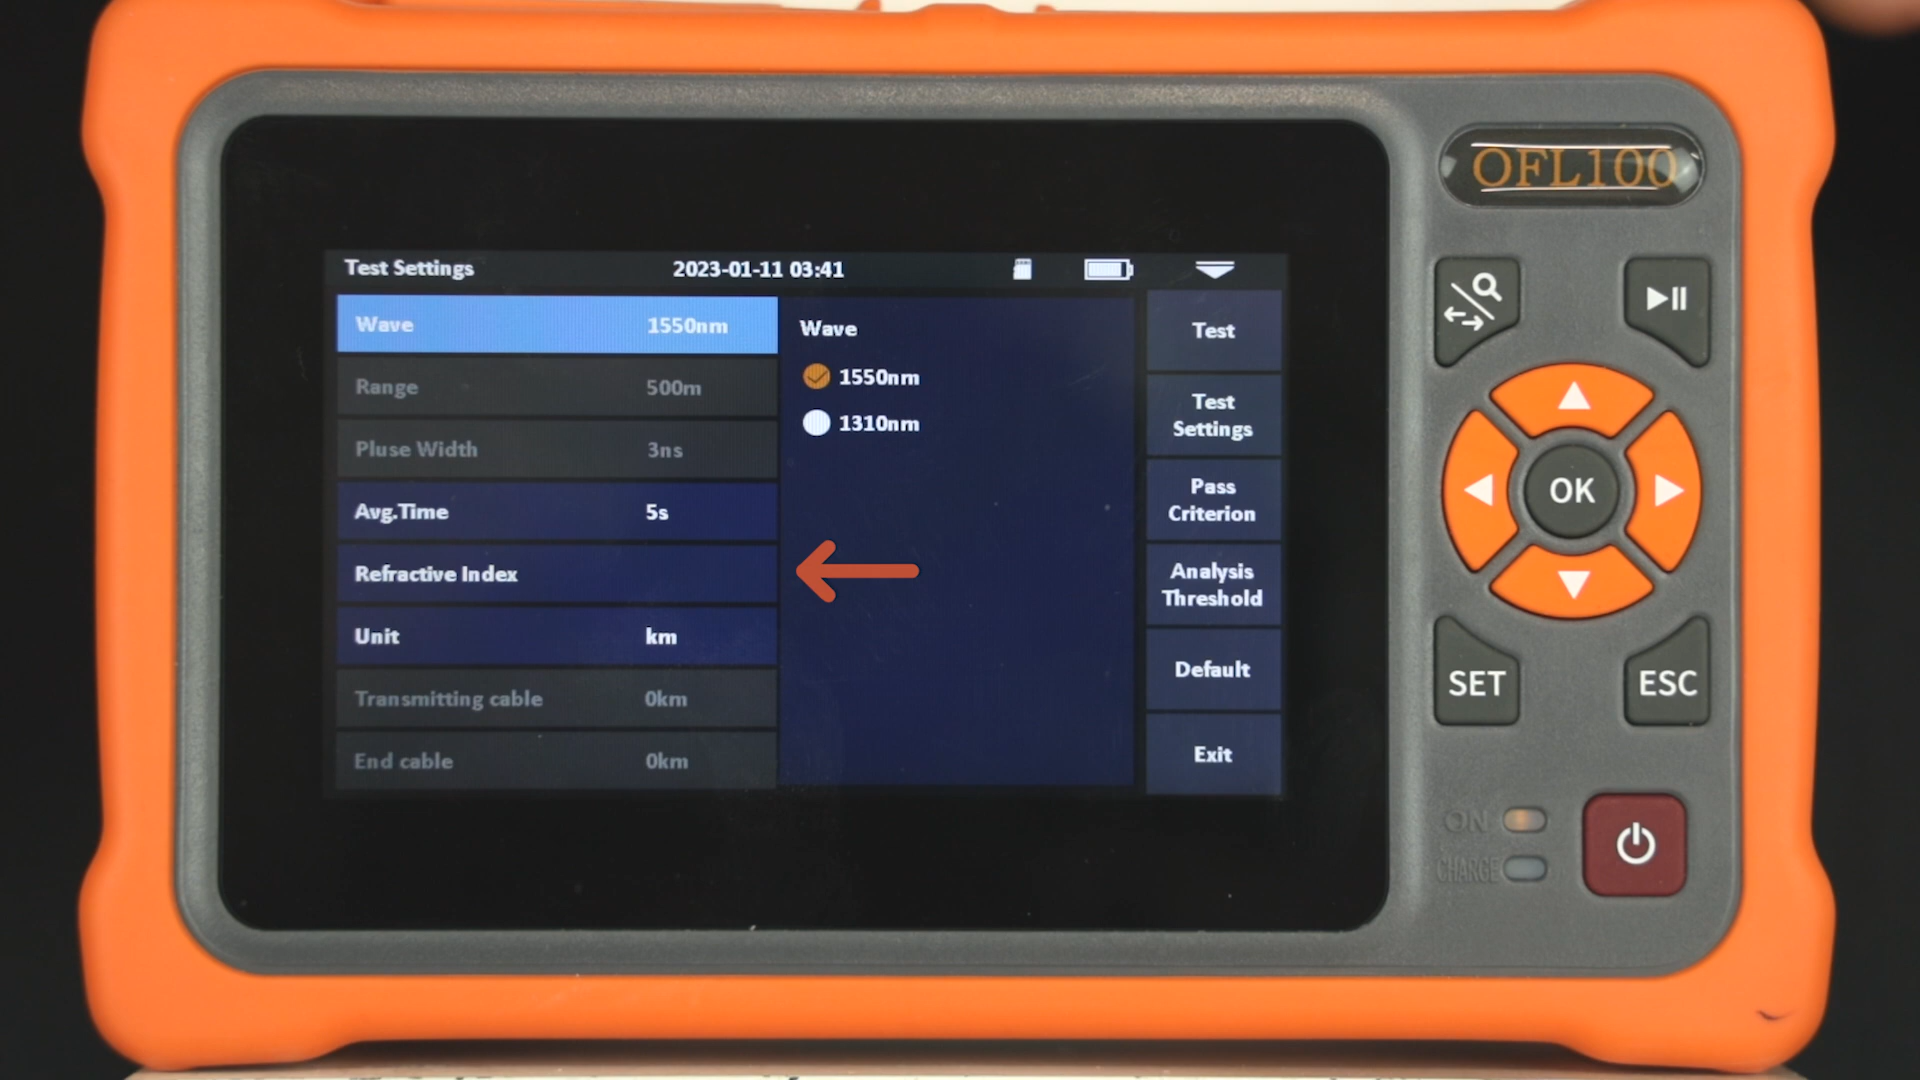 OFL100
Test Settings 2023-01-11 03:41
Wave 1550nm
Range 500m
Pluse Width 3ns
Avg.Time 5s
Refractive Index
Unit km
Transmitting cable 0km
End cable 0km
Wave
1550nm
1310nm
Test
Test
Settings
Pass
Criterion
Analysis
Threshold
Default
Exit
OK
SET
ESC
ON
CHARGE